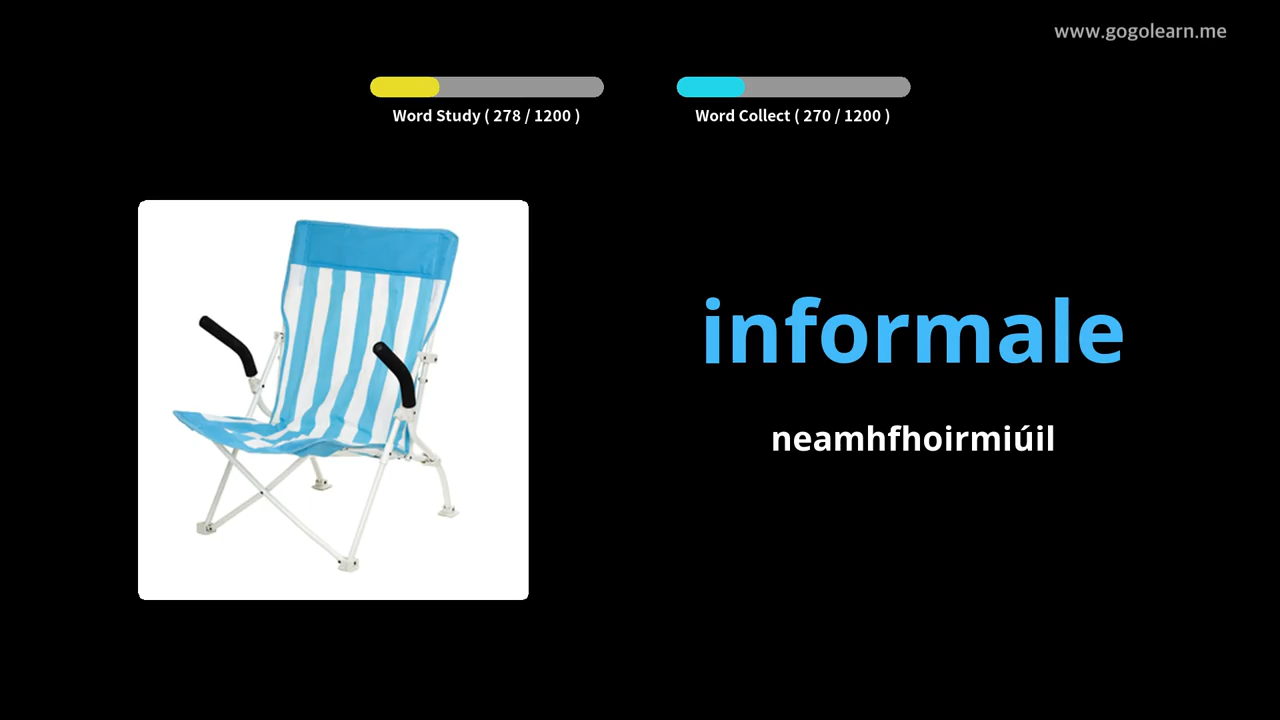 www.gogolearn.me
Word Study ( 278 / 1200 )
Word Collect ( 270 / 1200 )
informale
neamhfhoirmiúil